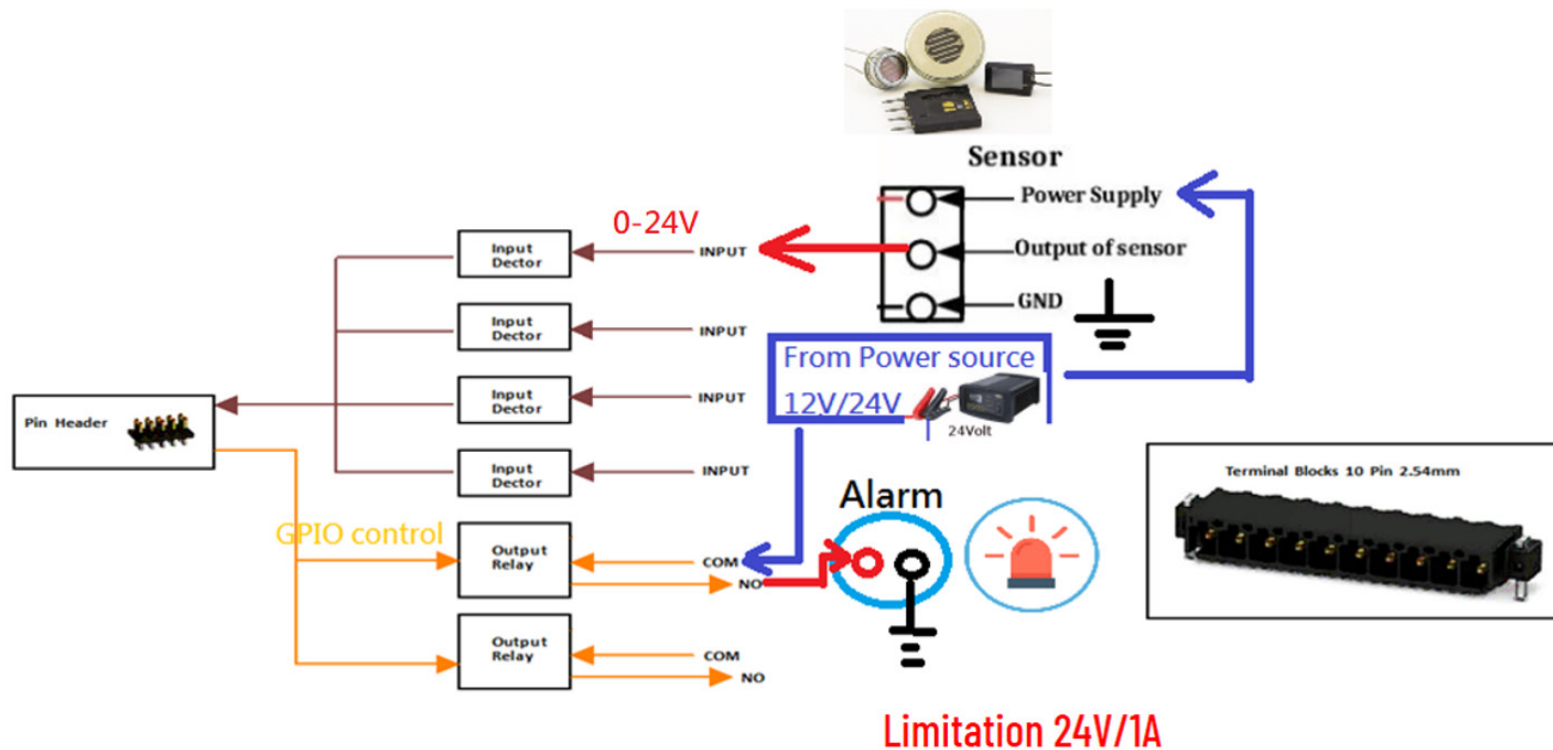 Sensor
Power Supply
Output of sensor
GND
0-24V
Input
Dector
INPUT
Input
Dector
INPUT
Input
Dector
INPUT
Input
Dector
INPUT
From Power source
12V/24V
24Volt
Pin Header
GPIO control
Output
Relay
COM
NO
Alarm
Output
Relay
COM
NO
Terminal Blocks 10 Pin 2.54mm
Limitation 24V/1A